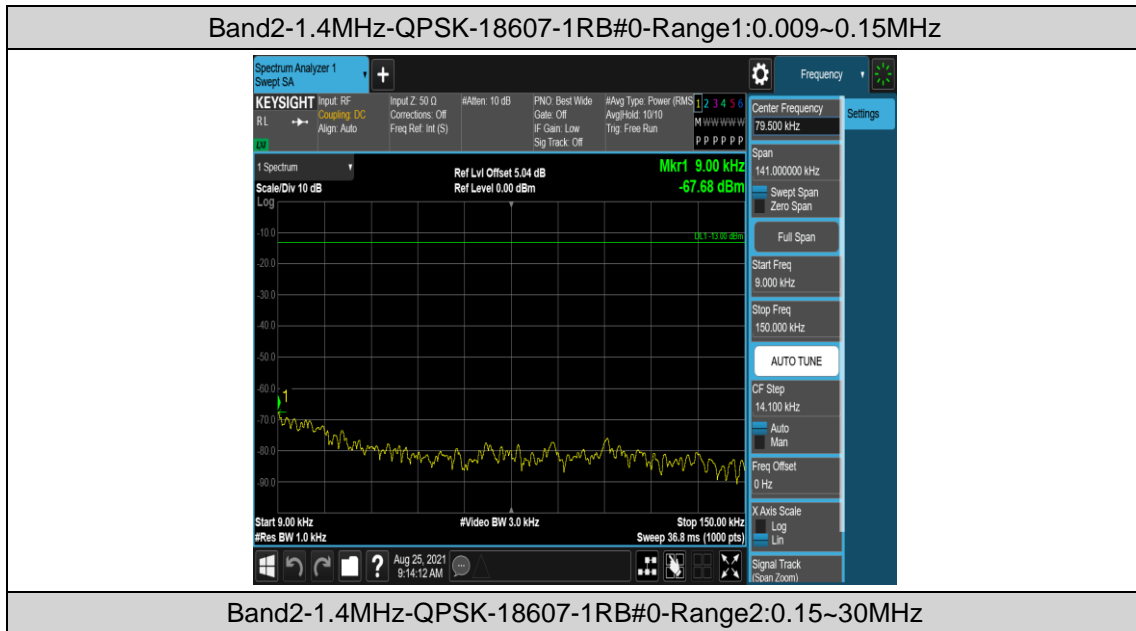 Band2-1.4MHz-QPSK-18607-1RB#0-Range1:0.009~0.15MHz
Spectrum Analyzer 1
Swept SA
+
Frequency
KEYSIGHT
RL
LXI
Input: RF
Coupling: DC
Align: Auto
Input Z: 50 Ω
Corrections: Off
Freq Ref: Int (S)
#Atten: 10 dB
PNO: Best Wide
Gate: Off
IF Gain: Low
Sig Track: Off
#Avg Type: Power (RMS
Avg|Hold: 10/10
Trig: Free Run
1 2 3 4 5 6
M W W W W W
P P P P P P
Center Frequency
79.500 kHz
Settings
Span
141.000000 kHz
Swept Span
Zero Span
Full Span
Start Freq
9.000 kHz
Stop Freq
150.000 kHz
AUTO TUNE
CF Step
14.100 kHz
Auto
Man
Freq Offset
0 Hz
X Axis Scale
Log
Lin
Signal Track
(Span Zoom)
1 Spectrum
Scale/Div 10 dB
Log
Ref Lvl Offset 5.04 dB
Ref Level 0.00 dBm
Mkr1 9.00 kHz
-67.68 dBm
DL1 -13.00 dBm
-10.0
-20.0
-30.0
-40.0
-50.0
-60.0
-70.0
-80.0
-90.0
1
Start 9.00 kHz
#Res BW 1.0 kHz
#Video BW 3.0 kHz
Stop 150.00 kHz
Sweep 36.8 ms (1000 pts)
?
Aug 25, 2021
9:14:12 AM
Band2-1.4MHz-QPSK-18607-1RB#0-Range2:0.15~30MHz